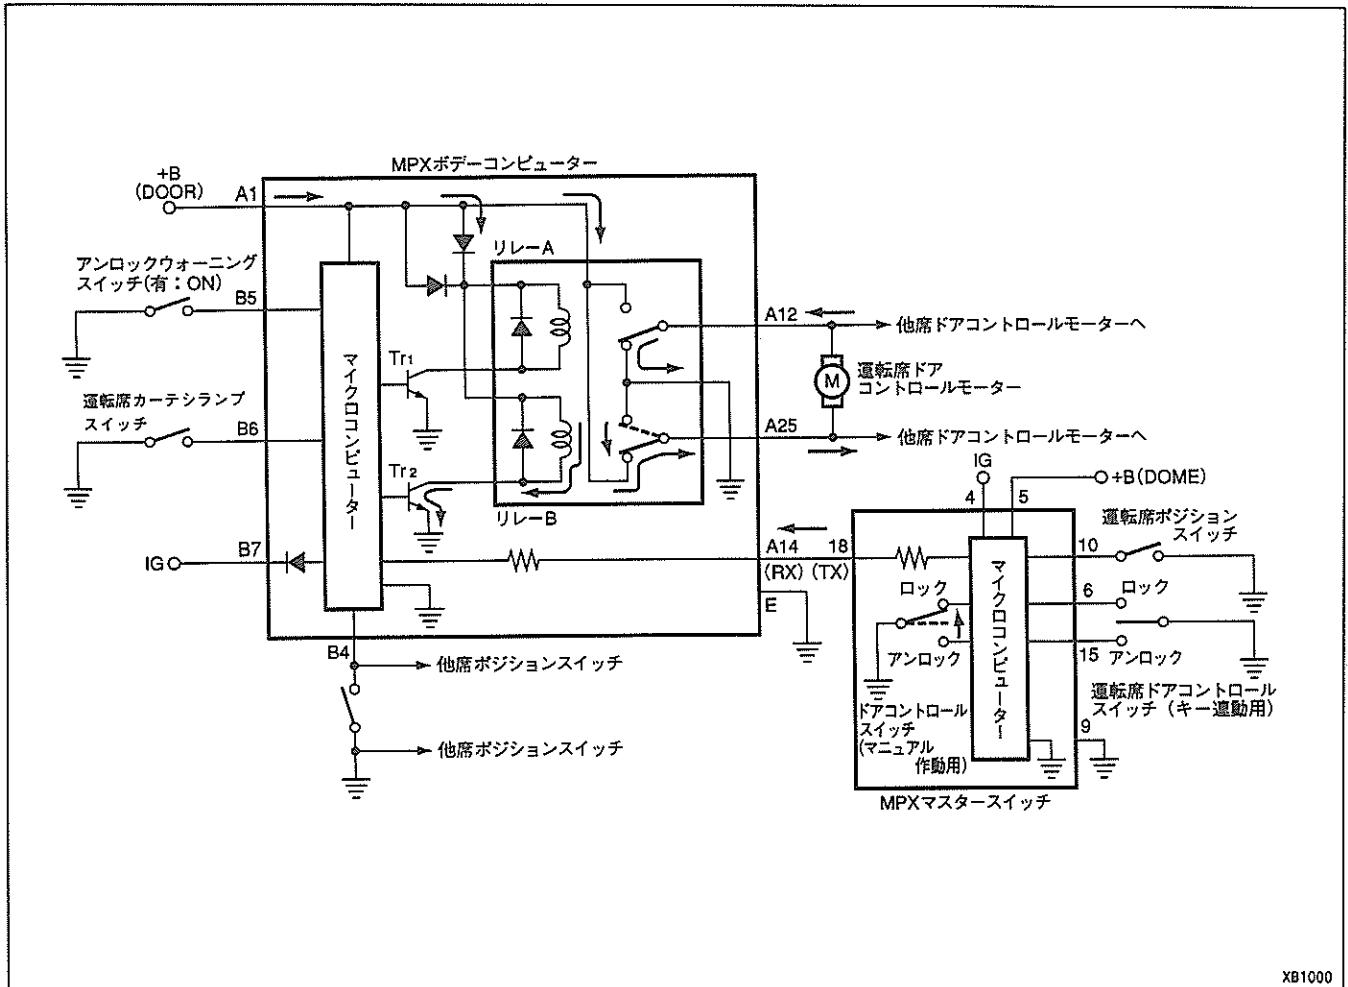 MPXボデーコンピューター
+B
(DOOR)
A1
リレーA
アンロックウォーニング
スイッチ(有：ON)
B5
A12
他席ドアコントロールモーターへ
Tr1
マイクロコンピューター
M
運転席ドア
コントロールモーター
運転席カーテシランプ
スイッチ
B6
A25
他席ドアコントロールモーターへ
Tr2
IG
4
5
+B(DOME)
リレーB
運転席ポジション
スイッチ
IG
B7
A14
18
(RX)
(TX)
10
ロック
6
ロック
E
マイクロコンピューター
アンロック
15
アンロック
B4
他席ポジションスイッチ
ドアコントロール
スイッチ
(マニュアル
作動用)
運転席ドアコントロール
スイッチ（キー連動用）
9
他席ポジションスイッチ
MPXマスタースイッチ
XB1000